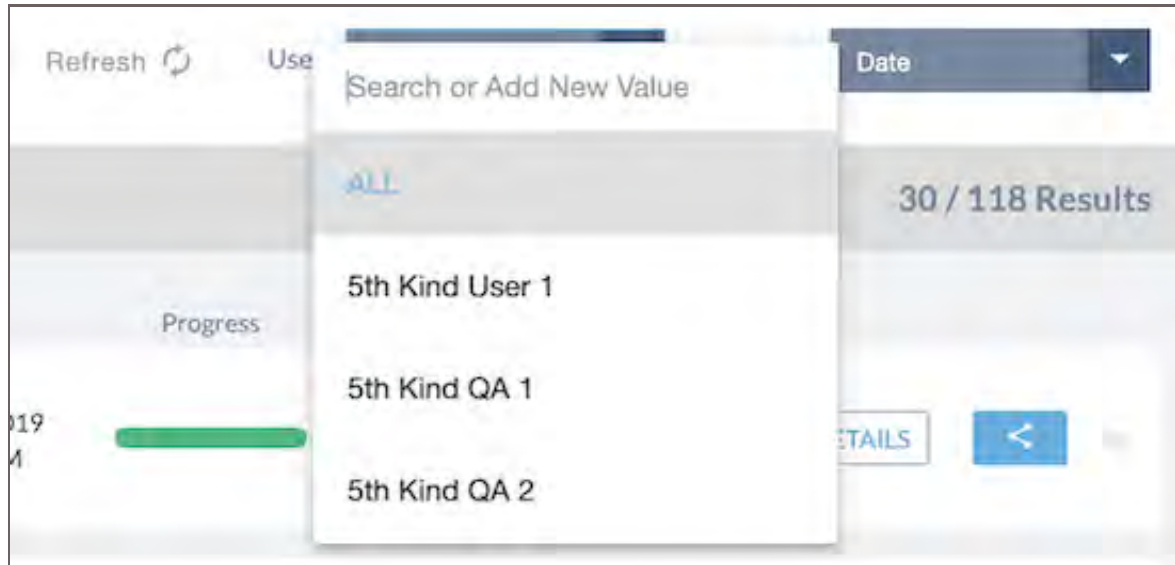 Refresh Use
Search or Add New Value
Date
ALL
30 / 118 Results
5th Kind User 1
Progress
5th Kind QA 1
019
M
ETAILS
5th Kind QA 2